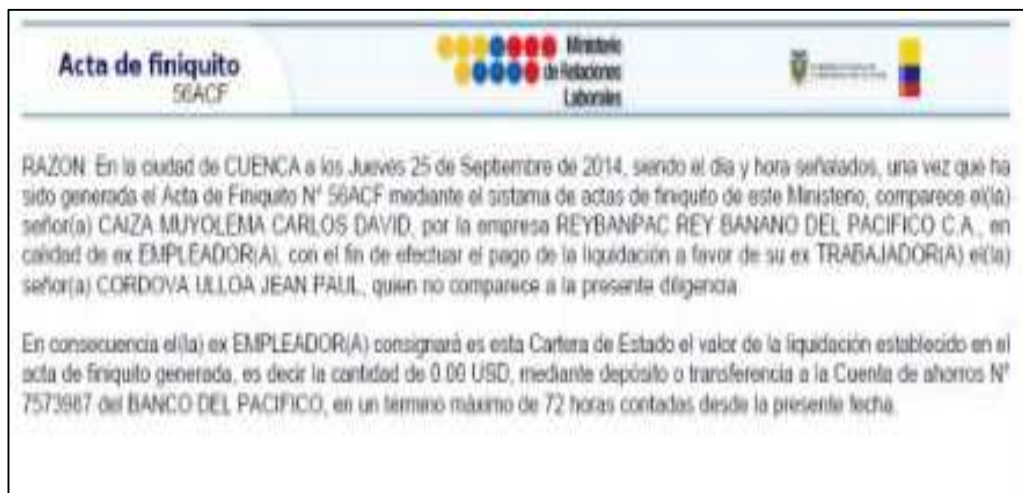 Acta de finiquito
56ACF
Ministerio
de Relaciones
Laborales
RAZON: En la ciudad de CUENCA a los Jueves 25 de Septiembre de 2014, siendo el día y hora señalados, una vez que ha
sido generada el Acta de Finiquito N° 56ACF mediante el sistama de actas de finiquito de este Ministerio, comparece el(la)
señor(a) CAIZA MUYOLEMA CARLOS DAVID, por la empresa REYBANPAC REY BANANO DEL PACIFICO C.A., en
calidad de ex EMPLEADOR(A), con el fin de efectuar el pago de la liquidación a favor de su ex TRABAJADOR(A) el(la)
señor(a) CORDOVA ULLOA JEAN PAUL, quien no comparece a la presente diligencia.
En consecuencia el(la) ex EMPLEADOR(A) consignará es esta Cartera de Estado el valor de la liquidación establecido en el
acta de finiquito generada, es decir la cantidad de 0.00 USD, mediante depósito o transferencia a la Cuenta de ahorros N°
7573987 del BANCO DEL PACIFICO, en un término máximo de 72 horas contadas desde la presente fecha.